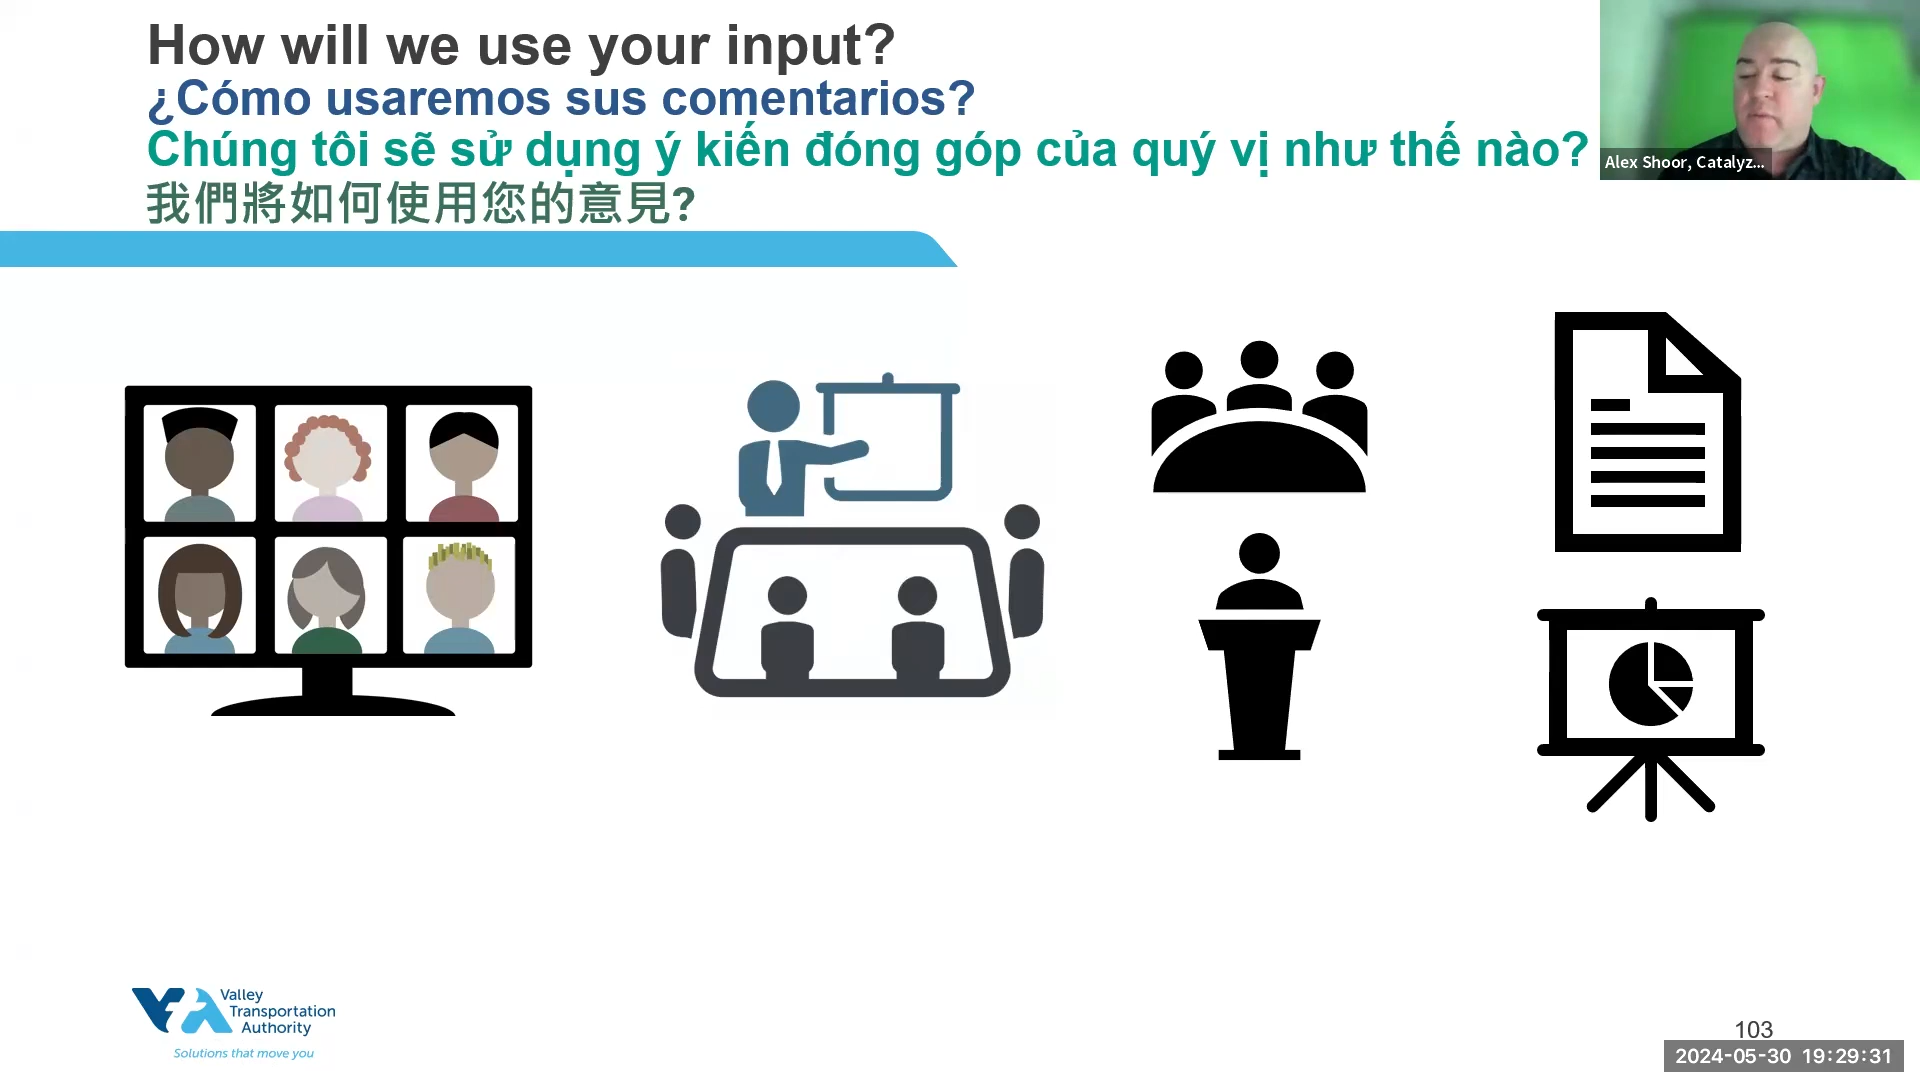 How will we use your input?
¿Cómo usaremos sus comentarios?
Chúng tôi sẽ sử dụng ý kiến đóng góp của quý vị như thế nào?
我們將如何使用您的意見?
Alex Shoor, Catalyz...
VTA
Valley
Transportation
Authority
Solutions that move you
103
2024-05-30 19:29:31